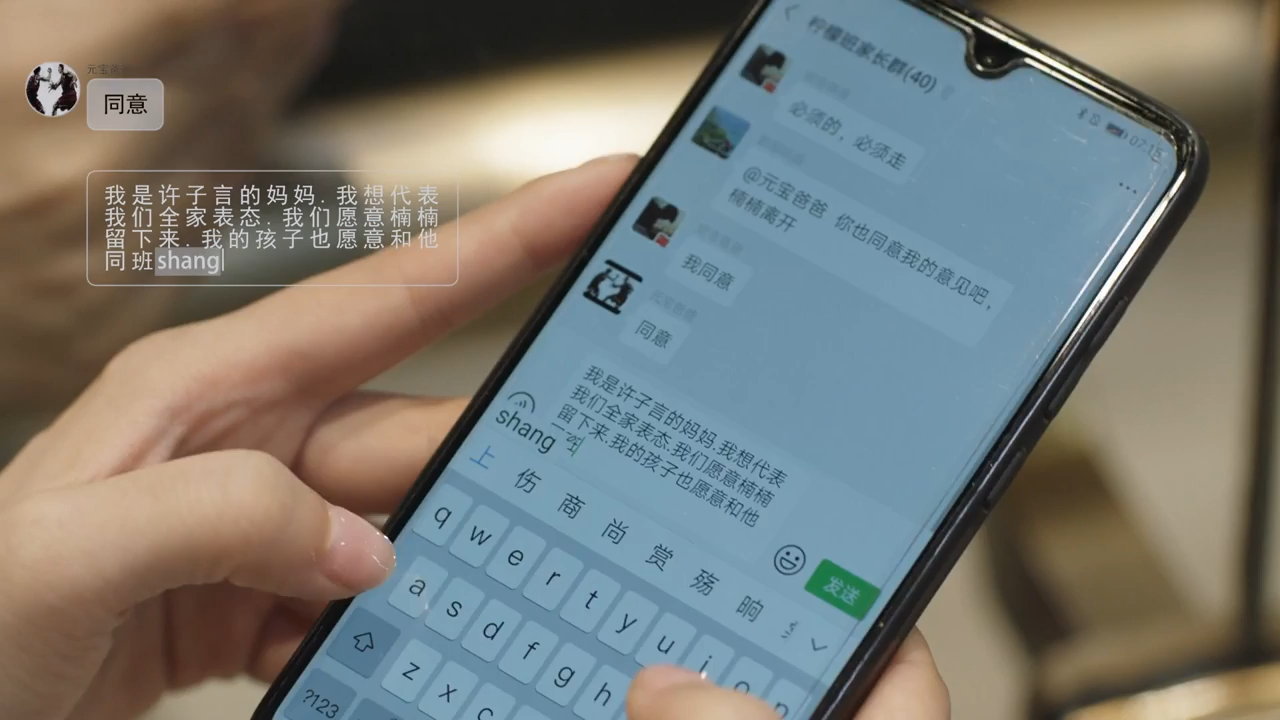 元宝爸爸
同意
我是许子言的妈妈.我想代表
我们全家表态.我们愿意楠楠
留下来.我的孩子也愿意和他
同班shang
柠檬班家长群(40)
07:15
必须的，必须走
@元宝爸爸 你也同意我的意见吧，
楠楠离开
我同意
元宝爸爸
同意
我是许子言的妈妈.我想代表
我们全家表态.我们愿意楠楠
留下来.我的孩子也愿意和他
shang
发送
上 伤 商 尚 赏 殇 晌
q w e r t y u i o p
a s d f g h
z x c
?123